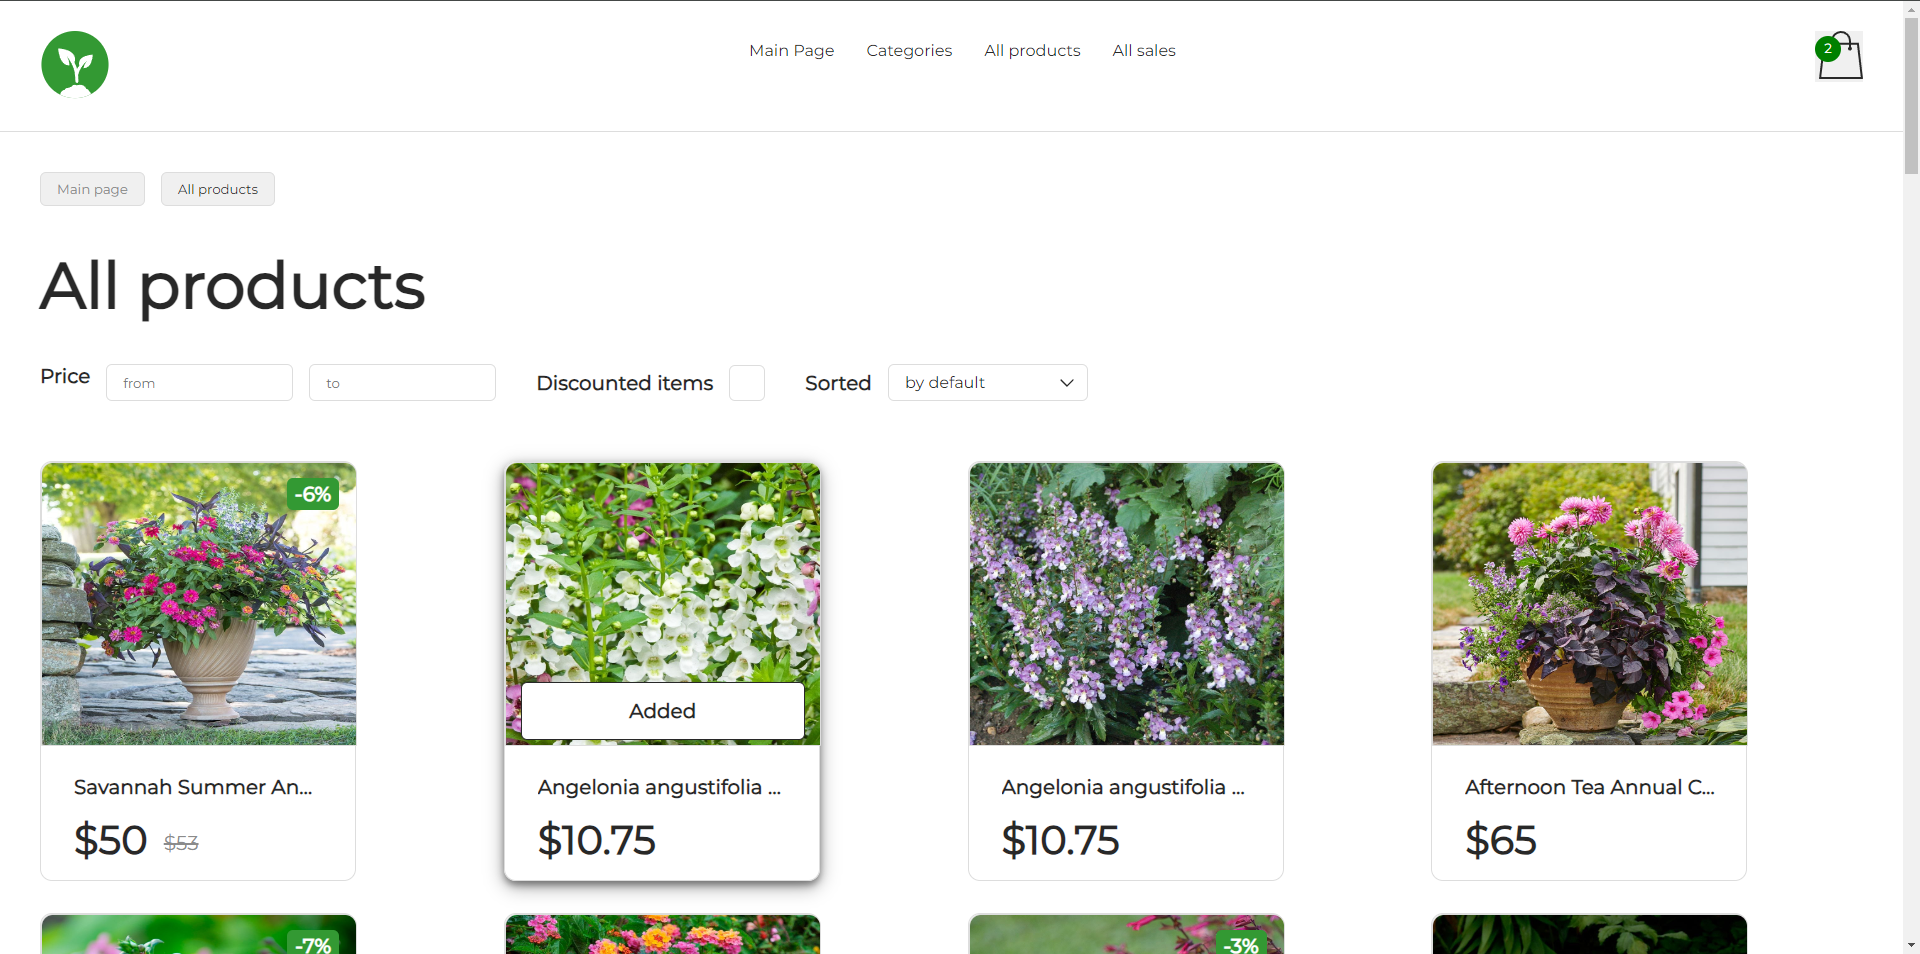 Main Page
Categories
All products
All sales
2
Main page
All products
All products
Price
from
to
Discounted items
Sorted
by default
-6%
Added
Savannah Summer An...
$50 $53
Angelonia angustifolia ...
$10.75
Angelonia angustifolia ...
$10.75
Afternoon Tea Annual C...
$65
-7%
-3%